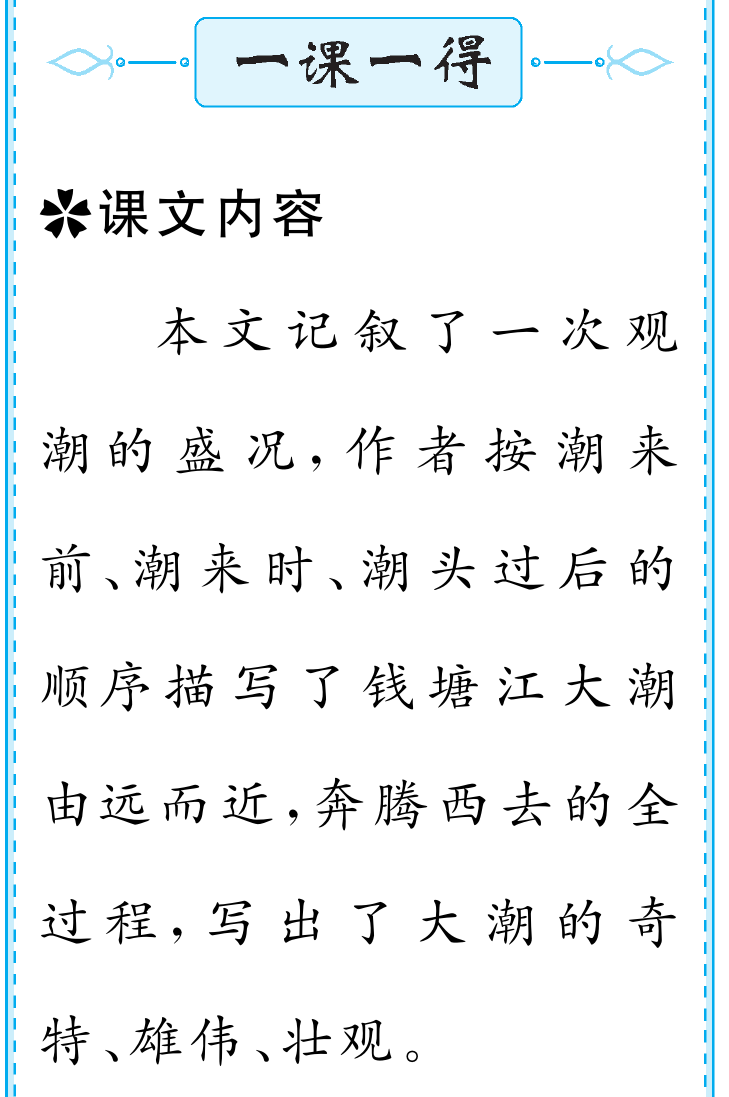 一课一得
课文内容
本文记叙了一次观
潮的盛况，作者按潮来
前、潮来时、潮头过后的
顺序描写了钱塘江大潮
由远而近，奔腾西去的全
过程，写出了大潮的奇
特、雄伟、壮观。